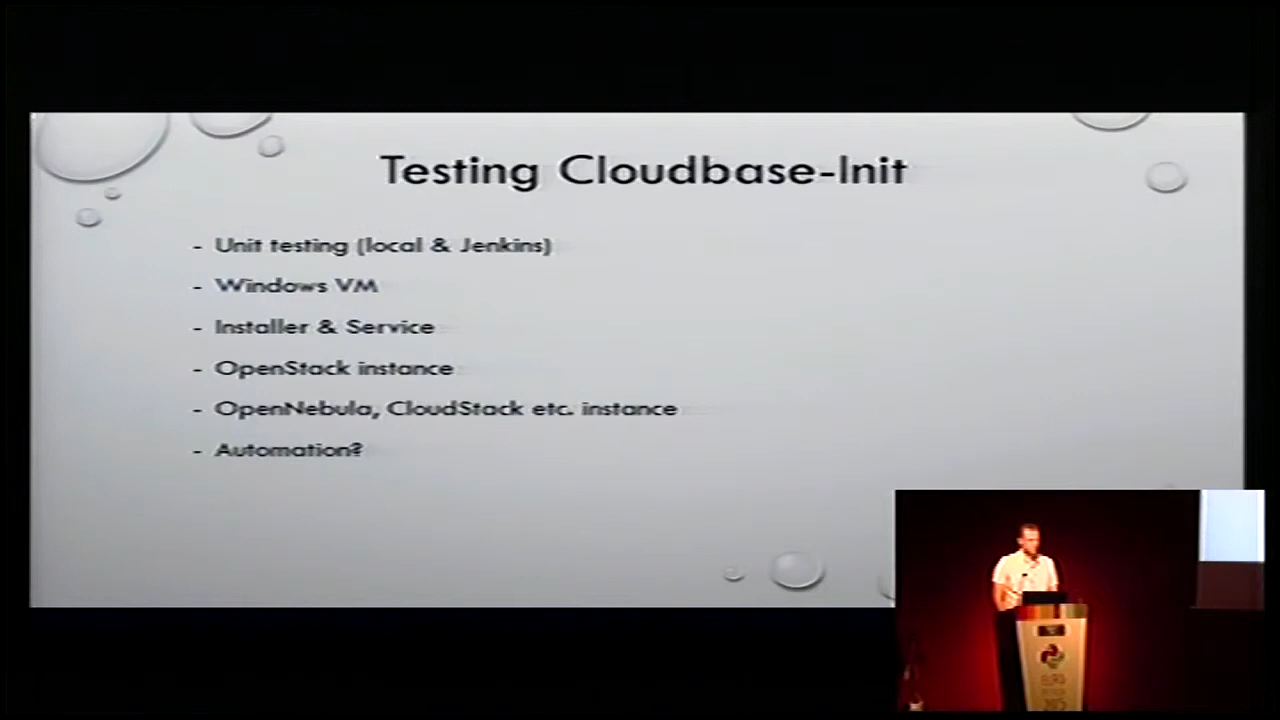 Testing Cloudbase-Init
- Unit testing (local & Jenkins)
- Windows VM
- Installer & Service
- OpenStack instance
- OpenNebula, CloudStack etc. instance
- Automation?